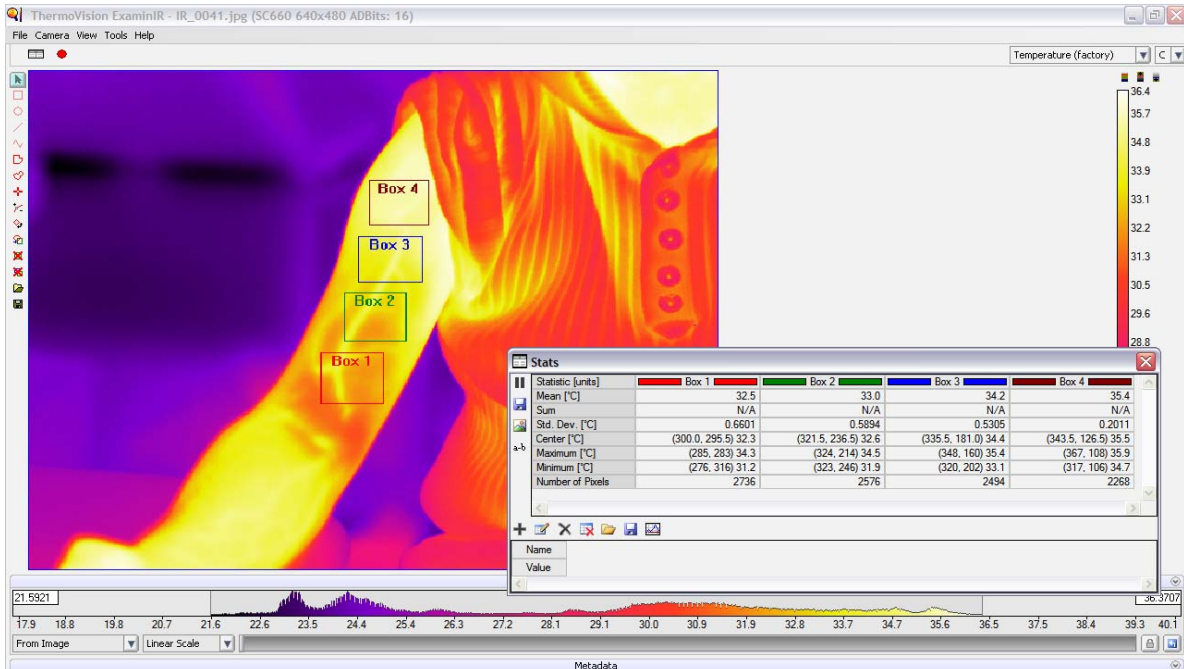 ThermoVision ExaminIR - IR_0041.jpg (SC660 640x480 ADBits: 16)
File Camera View Tools Help
Temperature (factory) C
36.4
35.7
34.8
33.9
33.1
32.2
31.3
30.5
29.6
28.8
Box 4
Box 3
Box 2
Box 1
Stats
Statistic [units] Box 1 Box 2 Box 3 Box 4
Mean [°C] 32.5 33.0 34.2 35.4
Sum N/A N/A N/A N/A
Std. Dev. [°C] 0.6601 0.5894 0.5305 0.2011
Center [°C] (300.0, 295.5) 32.3 (321.5, 236.5) 32.6 (335.5, 181.0) 34.4 (343.5, 126.5) 35.5
Maximum [°C] (285, 283) 34.3 (324, 214) 34.5 (348, 160) 35.4 (367, 108) 35.9
Minimum [°C] (276, 316) 31.2 (323, 246) 31.9 (320, 202) 33.1 (317, 106) 34.7
Number of Pixels 2736 2576 2494 2268
a-b
Name
Value
21.5921 36.3707
17.9 18.8 19.8 20.7 21.6 22.6 23.5 24.4 25.4 26.3 27.2 28.1 29.1 30.0 30.9 31.9 32.8 33.7 34.7 35.6 36.5 37.5 38.4 39.3 40.1
From Image Linear Scale
Metadata